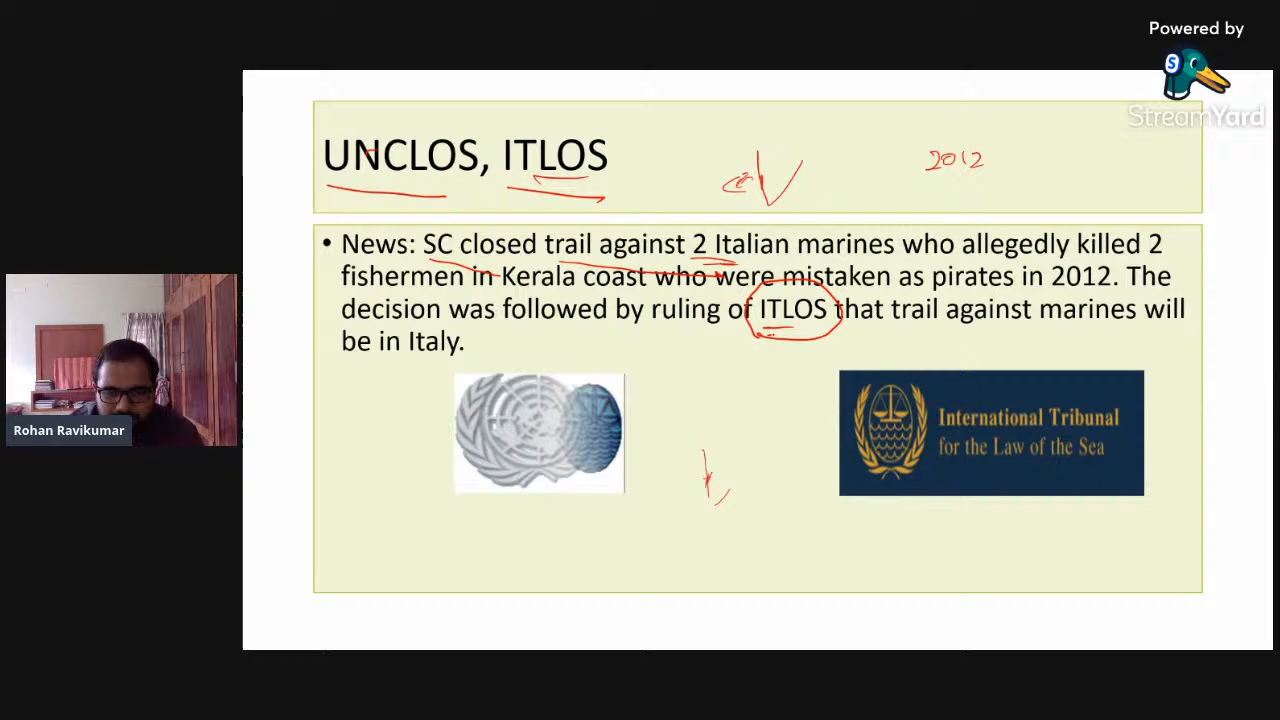 Powered by
StreamYard
UNCLOS, ITLOS
2012
• News: SC closed trail against 2 Italian marines who allegedly killed 2
fishermen in Kerala coast who were mistaken as pirates in 2012. The
decision was followed by ruling of ITLOS that trail against marines will
be in Italy.
International Tribunal
for the Law of the Sea
Rohan Ravikumar